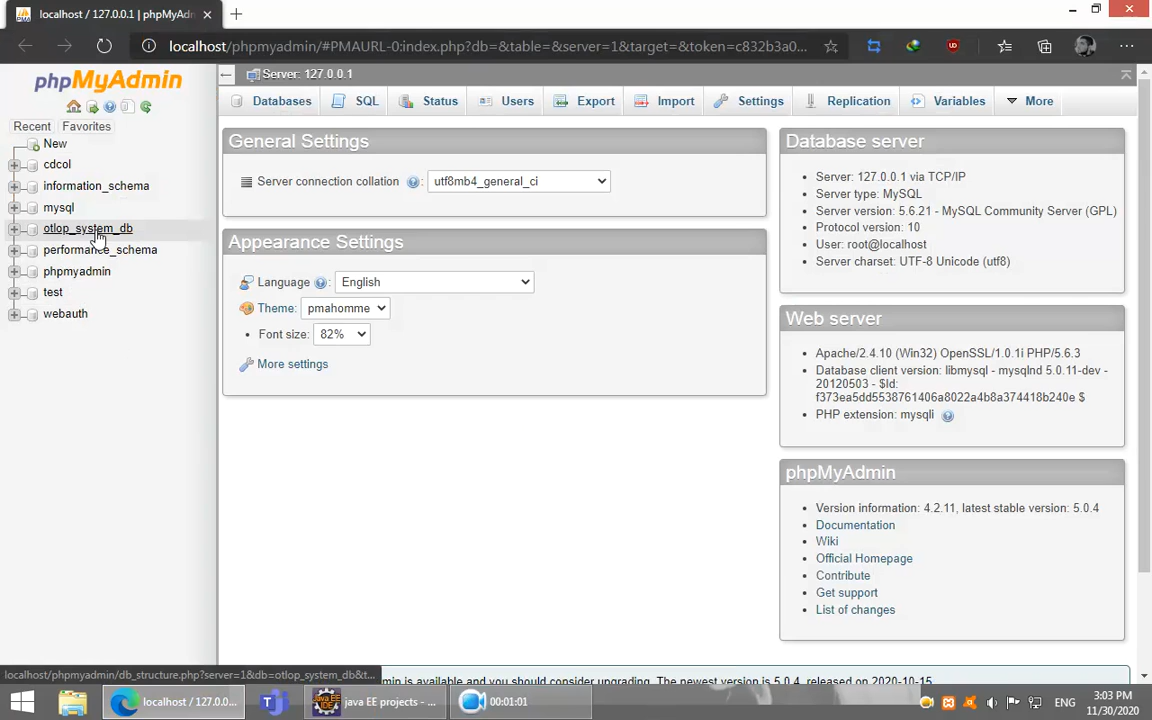 localhost / 127.0.0.1 | phpMyAdn
localhost/phpmyadmin/#PMAURL-0:index.php?db=&table=&server=1&target=&token=c832b3a0...
phpMyAdmin
Recent Favorites
New
cdcol
information_schema
mysql
otlop_system_db
performance_schema
phpmyadmin
test
webauth
Server: 127.0.0.1
Databases SQL Status Users Export Import Settings Replication Variables More
General Settings
Server connection collation : utf8mb4_general_ci
Appearance Settings
Language : English
Theme: pmahomme
• Font size: 82%
More settings
Database server
• Server: 127.0.0.1 via TCP/IP
• Server type: MySQL
• Server version: 5.6.21 - MySQL Community Server (GPL)
• Protocol version: 10
• User: root@localhost
• Server charset: UTF-8 Unicode (utf8)
Web server
• Apache/2.4.10 (Win32) OpenSSL/1.0.1i PHP/5.6.3
• Database client version: libmysql - mysqlnd 5.0.11-dev -
20120503 - $Id:
f373ea5dd5538761406a8022a4b8a374418b240e $
• PHP extension: mysqli
phpMyAdmin
• Version information: 4.2.11, latest stable version: 5.0.4
• Documentation
• Wiki
• Official Homepage
• Contribute
• Get support
• List of changes
localhost/phpmyadmin/db_structure.php?server=1&db=otlop_system_db&t...
min is available and you should consider upgrading. The newest version is 5.0.4, released on 2020-10-15.
localhost / 127.0.0...
java EE projects - ...
00:01:01
ENG
3:03 PM
11/30/2020